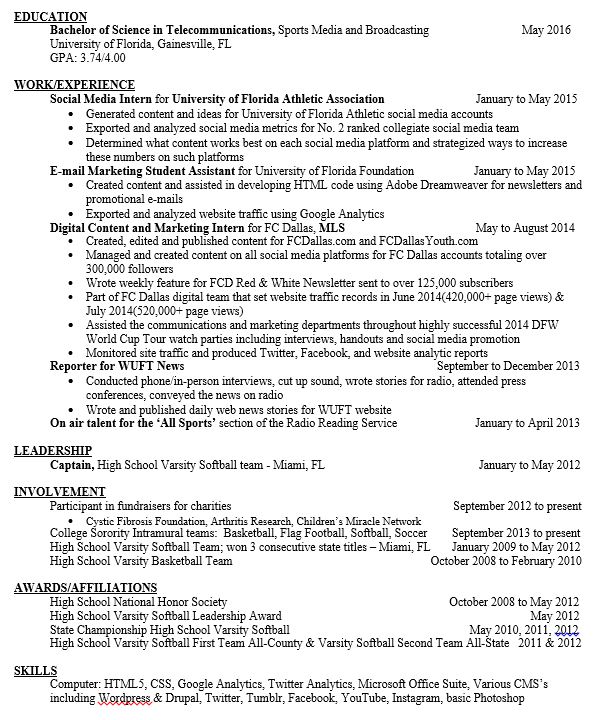 EDUCATION
Bachelor of Science in Telecommunications, Sports Media and Broadcasting May 2016
University of Florida, Gainesville, FL
GPA: 3.74/4.00
WORK/EXPERIENCE
Social Media Intern for University of Florida Athletic Association January to May 2015
• Generated content and ideas for University of Florida Athletic social media accounts
• Exported and analyzed social media metrics for No. 2 ranked collegiate social media team
• Determined what content works best on each social media platform and strategized ways to increase
these numbers on such platforms
E-mail Marketing Student Assistant for University of Florida Foundation January to May 2015
• Created content and assisted in developing HTML code using Adobe Dreamweaver for newsletters and
promotional e-mails
• Exported and analyzed website traffic using Google Analytics
Digital Content and Marketing Intern for FC Dallas, MLS May to August 2014
• Created, edited and published content for FCDallas.com and FCDallasYouth.com
• Managed and created content on all social media platforms for FC Dallas accounts totaling over
300,000 followers
• Wrote weekly feature for FCD Red & White Newsletter sent to over 125,000 subscribers
• Part of FC Dallas digital team that set website traffic records in June 2014(420,000+ page views) &
July 2014(520,000+ page views)
• Assisted the communications and marketing departments throughout highly successful 2014 DFW
World Cup Tour watch parties including interviews, handouts and social media promotion
• Monitored site traffic and produced Twitter, Facebook, and website analytic reports
Reporter for WUFT News September to December 2013
• Conducted phone/in-person interviews, cut up sound, wrote stories for radio, attended press
conferences, conveyed the news on radio
• Wrote and published daily web news stories for WUFT website
On air talent for the ‘All Sports’ section of the Radio Reading Service January to April 2013
LEADERSHIP
Captain, High School Varsity Softball team - Miami, FL January to May 2012
INVOLVEMENT
Participant in fundraisers for charities September 2012 to present
• Cystic Fibrosis Foundation, Arthritis Research, Children’s Miracle Network
College Sorority Intramural teams: Basketball, Flag Football, Softball, Soccer September 2013 to present
High School Varsity Softball Team; won 3 consecutive state titles – Miami, FL January 2009 to May 2012
High School Varsity Basketball Team October 2008 to February 2010
AWARDS/AFFILIATIONS
High School National Honor Society October 2008 to May 2012
High School Varsity Softball Leadership Award May 2012
State Championship High School Varsity Softball May 2010, 2011, 2012
High School Varsity Softball First Team All-County & Varsity Softball Second Team All-State 2011 & 2012
SKILLS
Computer: HTML5, CSS, Google Analytics, Twitter Analytics, Microsoft Office Suite, Various CMS’s
including Wordpress & Drupal, Twitter, Tumblr, Facebook, YouTube, Instagram, basic Photoshop